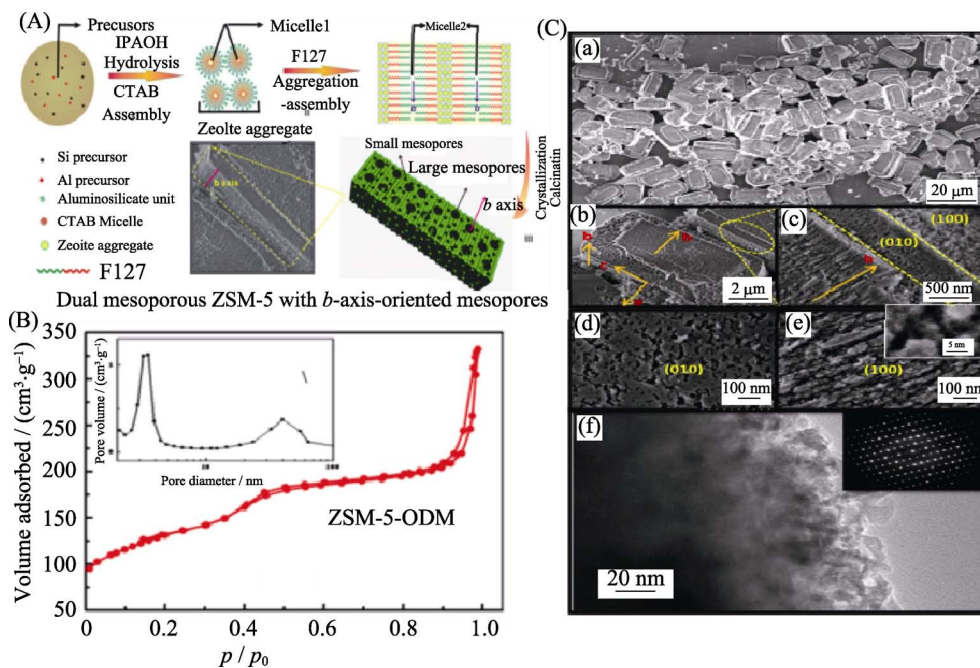 (A)
Precusors
IPAOH
Hydrolysis
CTAB
Assembly
Micelle1
Zeolte aggregate
F127
Aggregation
-assembly
Micelle2
Si precursor
Al precursor
Aluminosilicate unit
CTAB Micelle
Zeoite aggregate
F127
b axis
Small mesopores
Large mesopores
b axis
Crystallization
Calcinatin
Dual mesoporous ZSM-5 with b-axis-oriented mesopores
(B)
Volume adsorbed / (cm³·g⁻¹)
350
300
250
200
150
100
50
0
0.2
0.4
0.6
0.8
1.0
p / p₀
ZSM-5-ODM
Pore volume / (cm³·g⁻¹)
10
Pore diameter / nm
(C)
(a)
20 μm
(b)
2 μm
(c)
(100)
(010)
500 nm
(d)
(010)
100 nm
(e)
5 nm
(100)
100 nm
(f)
20 nm